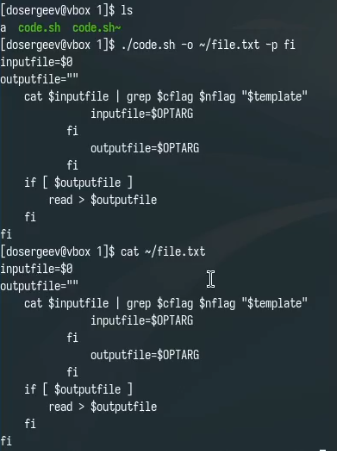 [dosergeev@vbox 1]$ ls
a  code.sh  code.sh~
[dosergeev@vbox 1]$ ./code.sh -o ~/file.txt -p fi
inputfile=$0
outputfile=""
    cat $inputfile | grep $cflag $nflag "$template"
               inputfile=$OPTARG
           fi
               outputfile=$OPTARG
           fi
    if [ $outputfile ]
        read > $outputfile
    fi
fi
[dosergeev@vbox 1]$ cat ~/file.txt
inputfile=$0
outputfile=""
    cat $inputfile | grep $cflag $nflag "$template"
               inputfile=$OPTARG
           fi
               outputfile=$OPTARG
           fi
    if [ $outputfile ]
        read > $outputfile
    fi
fi